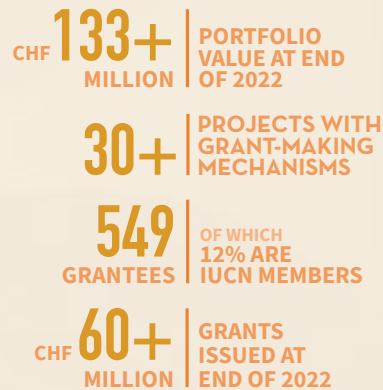 CHF 133+
MILLION
PORTFOLIO
VALUE AT END
OF 2022
30+
PROJECTS WITH
GRANT-MAKING
MECHANISMS
549
GRANTEES
OF WHICH
12% ARE
IUCN MEMBERS
CHF 60+
MILLION
GRANTS
ISSUED AT
END OF 2022